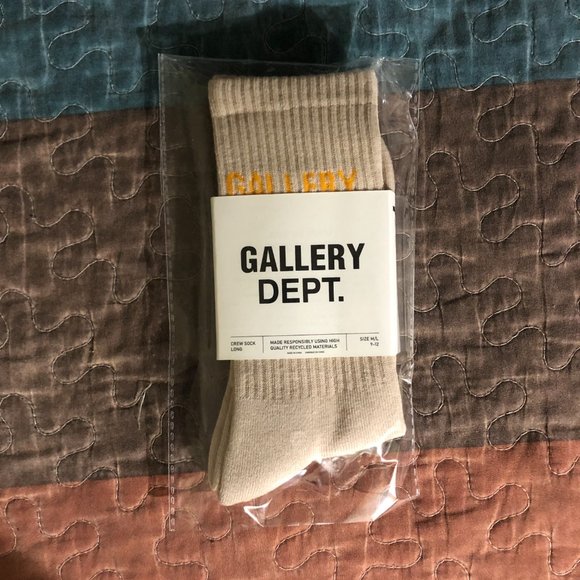 GALLERY
GALLERY
DEPT.
CREW SOCK
LONG
MADE RESPONSIBLY USING HIGH
QUALITY RECYCLED MATERIALS
SIZE M/L
9-12